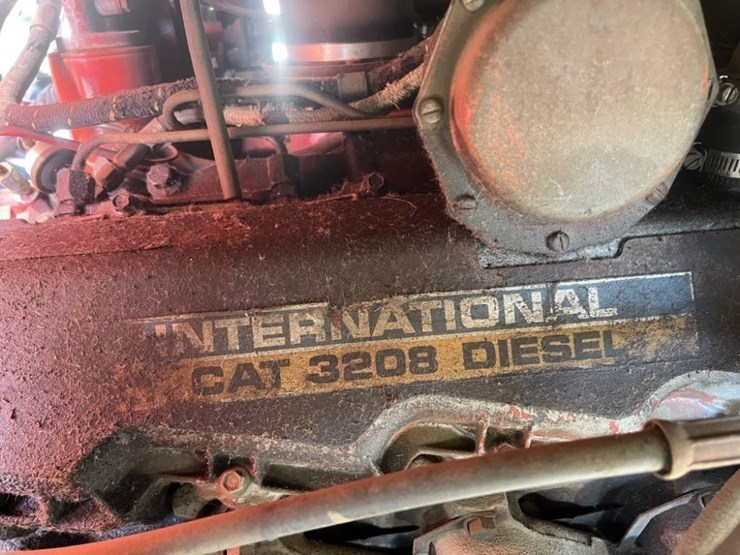 INTERNATIONAL
CAT 3208 DIESEL